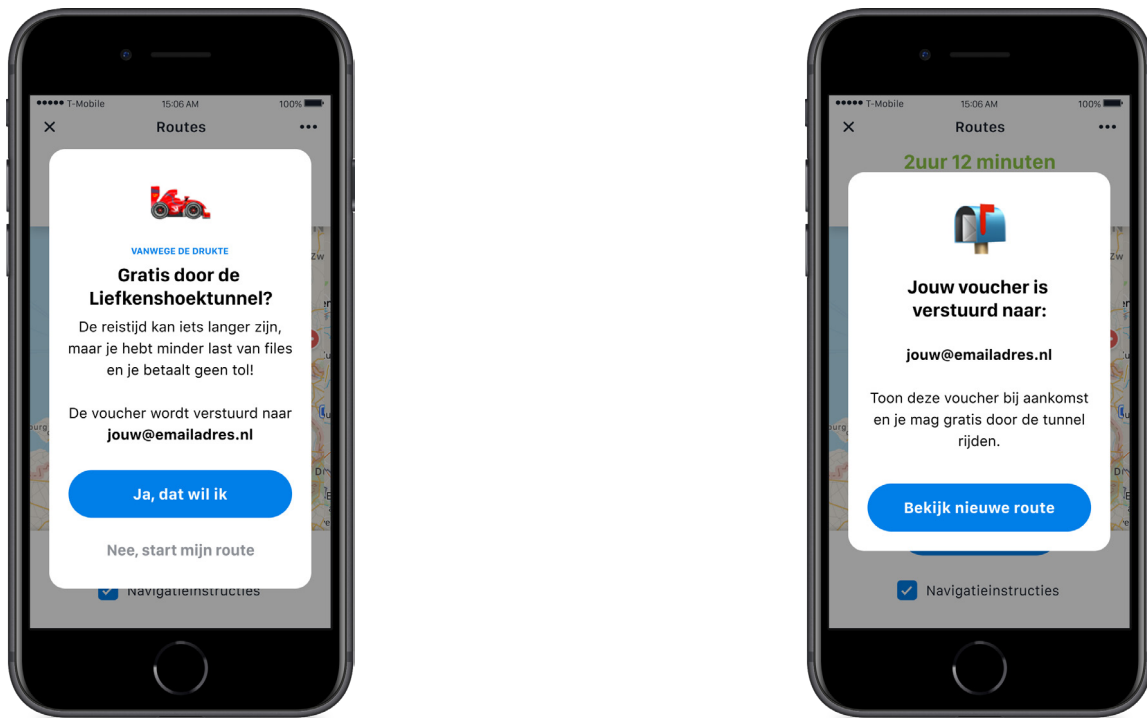 T-Mobile 15:06 AM 100%
Routes
VANWEGE DE DRUKTE
Gratis door de
Liefkenshoektunnel?
De reistijd kan iets langer zijn,
maar je hebt minder last van files
en je betaalt geen tol!
De voucher wordt verstuurd naar
jouw@emailadres.nl
Ja, dat wil ik
Nee, start mijn route
Navigatieinstructies
T-Mobile 15:06 AM 100%
Routes
2uur 12 minuten
Jouw voucher is
verstuurd naar:
jouw@emailadres.nl
Toon deze voucher bij aankomst
en je mag gratis door de tunnel
rijden.
Bekijk nieuwe route
Navigatieinstructies